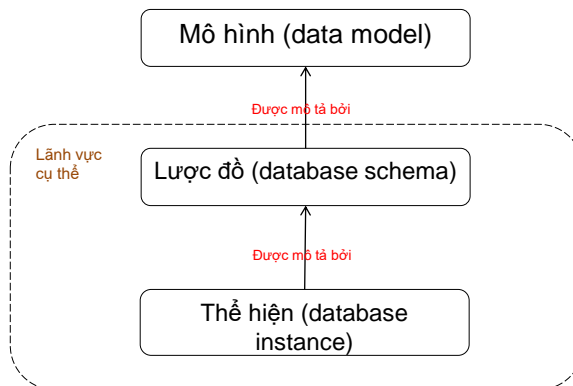 Mô hình (data model)
Được mô tả bởi
Lãnh vực
cụ thể
Lược đồ (database schema)
Được mô tả bởi
Thể hiện (database
instance)